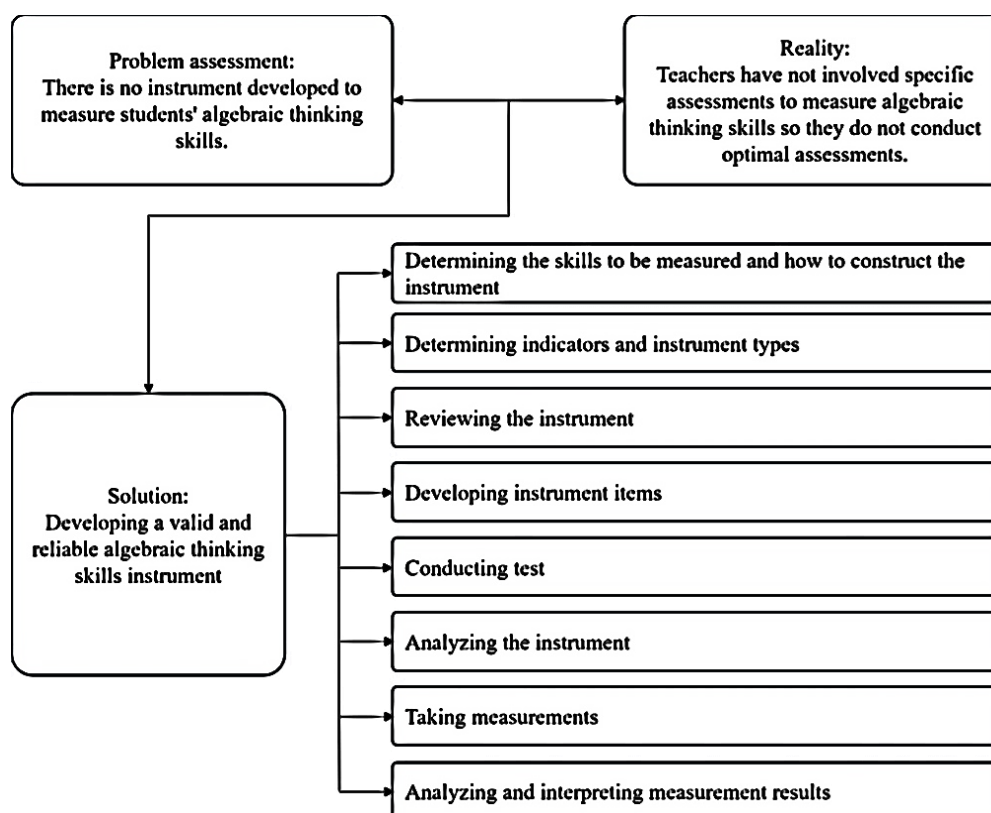 Problem assessment:
There is no instrument developed to
measure students' algebraic thinking
skills.
Reality:
Teachers have not involved specific
assessments to measure algebraic
thinking skills so they do not conduct
optimal assessments.
Solution:
Developing a valid and
reliable algebraic thinking
skills instrument
Determining the skills to be measured and how to construct the
instrument
Determining indicators and instrument types
Reviewing the instrument
Developing instrument items
Conducting test
Analyzing the instrument
Taking measurements
Analyzing and interpreting measurement results